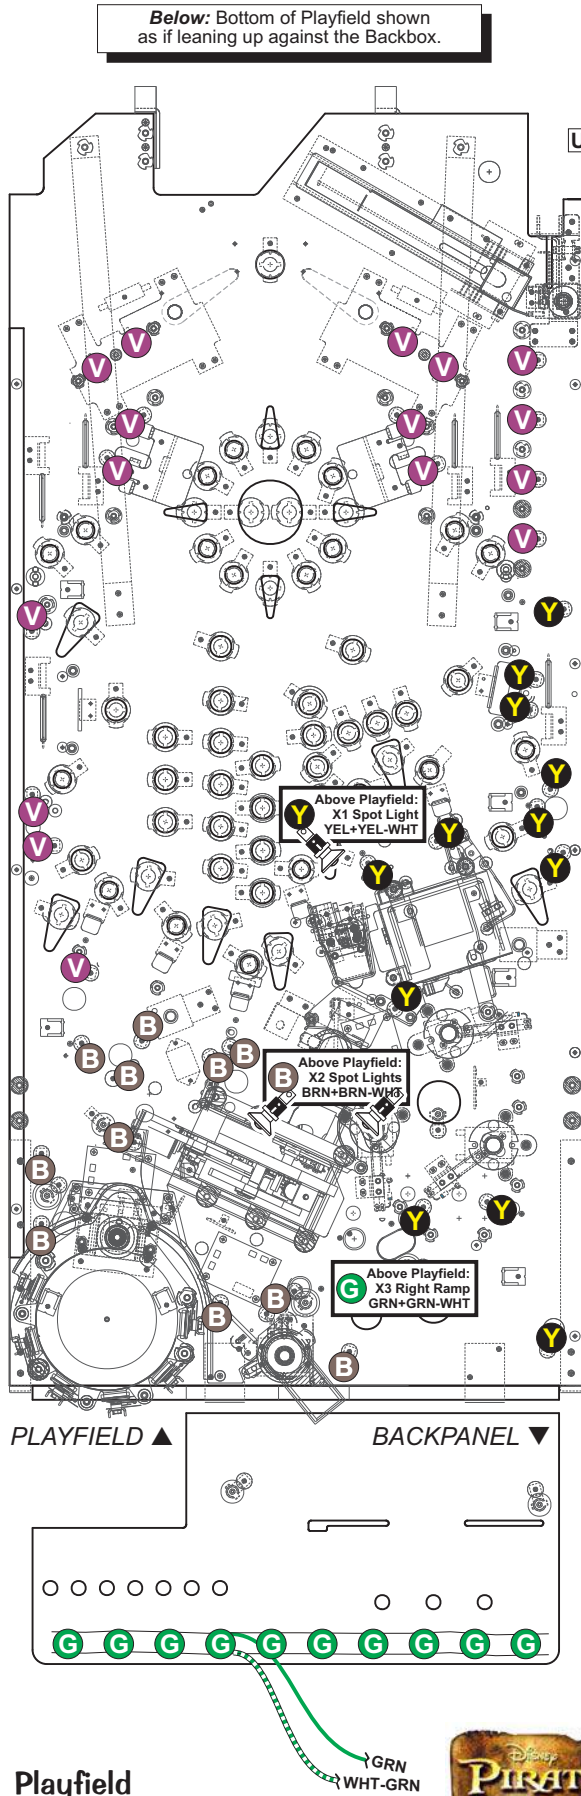 Below: Bottom of Playfield shown
as if leaning up against the Backbox.
U
V
V
V
V
V
V
V
V
V
V
V
V
V
Y
Y
Y
V
Y
Y
Above Playfield:
X1 Spot Light
YEL+YEL-WHT
V
Y
Y
V
Y
Y
V
Y
B
B
B
B
B
B
Above Playfield:
X2 Spot Lights
BRN+BRN-WHT
B
B
Y
Y
B
G
Above Playfield:
X3 Right Ramp
GRN+GRN-WHT
B
B
Y
B
PLAYFIELD ▲
BACKPANEL ▼
G G G G G G G G G G
GRN
WHT-GRN
Playfield
Disney
PIRAT